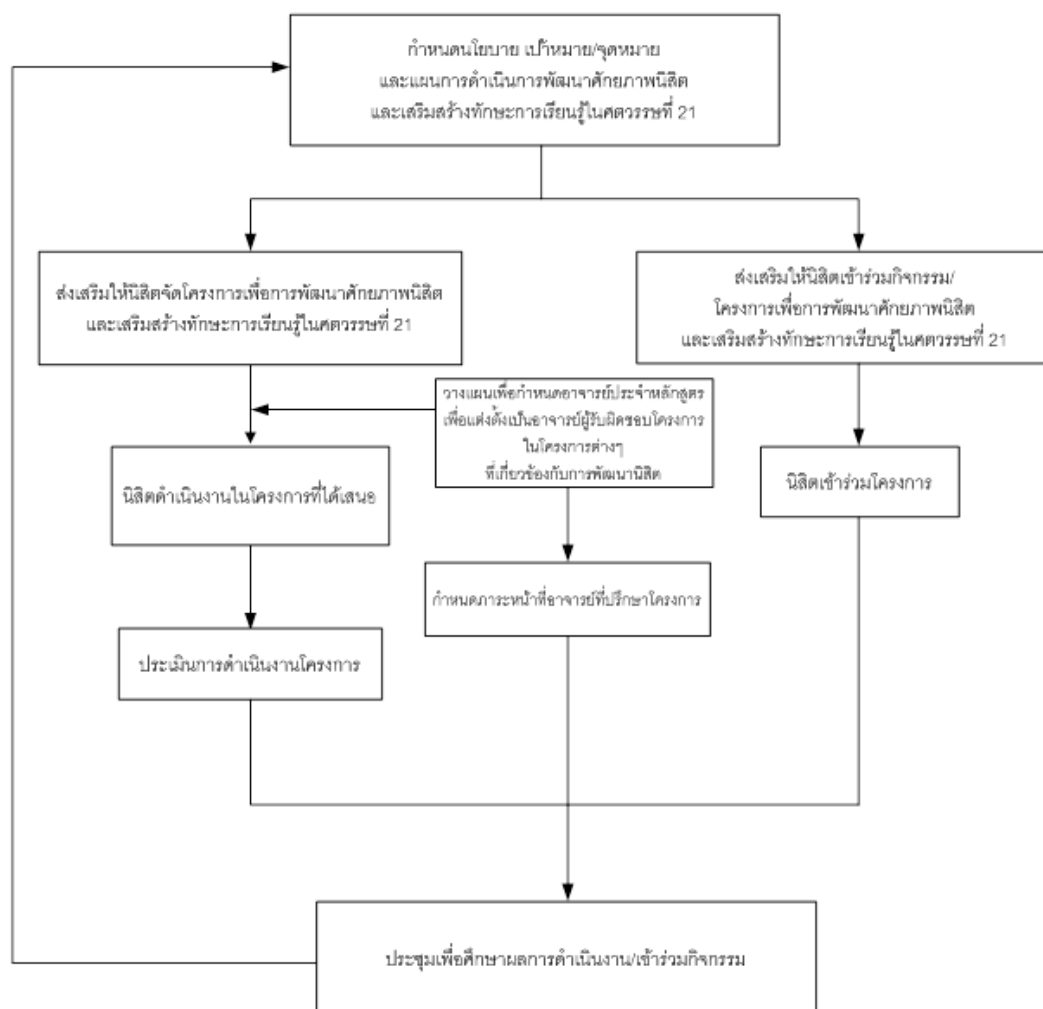 กำหนดนโยบาย เป้าหมาย/จุดหมาย
และแผนการดำเนินการพัฒนาศักยภาพนิสิต
และเสริมสร้างทักษะการเรียนรู้ในศตวรรษที่ 21
ส่งเสริมให้นิสิตจัดโครงการเพื่อการพัฒนาศักยภาพนิสิต
และเสริมสร้างทักษะการเรียนรู้ในศตวรรษที่ 21
ส่งเสริมให้นิสิตเข้าร่วมกิจกรรม/
โครงการเพื่อการพัฒนาศักยภาพนิสิต
และเสริมสร้างทักษะการเรียนรู้ในศตวรรษที่ 21
วางแผนเพื่อกำหนดอาจารย์ประจำหลักสูตร
เพื่อแต่งตั้งเป็นอาจารย์ผู้รับผิดชอบโครงการ
ในโครงการต่างๆ
ที่เกี่ยวข้องกับการพัฒนานิสิต
นิสิตดำเนินงานในโครงการที่ได้เสนอ
นิสิตเข้าร่วมโครงการ
กำหนดภาระหน้าที่อาจารย์ที่ปรึกษาโครงการ
ประเมินการดำเนินงานโครงการ
ประชุมเพื่อศึกษาผลการดำเนินงาน/เข้าร่วมกิจกรรม